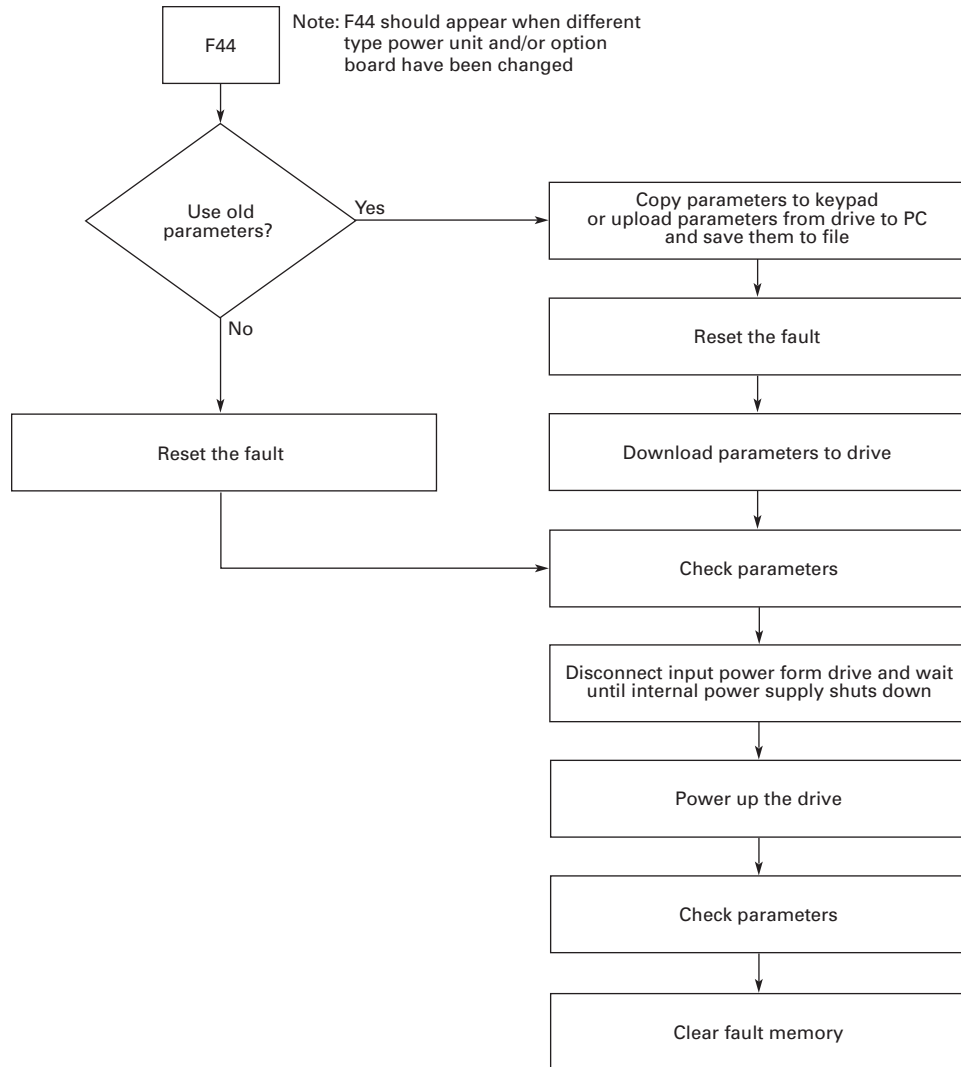 F44
Note: F44 should appear when different
type power unit and/or option
board have been changed
Use old
parameters?
Yes
No
Copy parameters to keypad
or upload parameters from drive to PC
and save them to file
Reset the fault
Download parameters to drive
Reset the fault
Check parameters
Disconnect input power form drive and wait
until internal power supply shuts down
Power up the drive
Check parameters
Clear fault memory